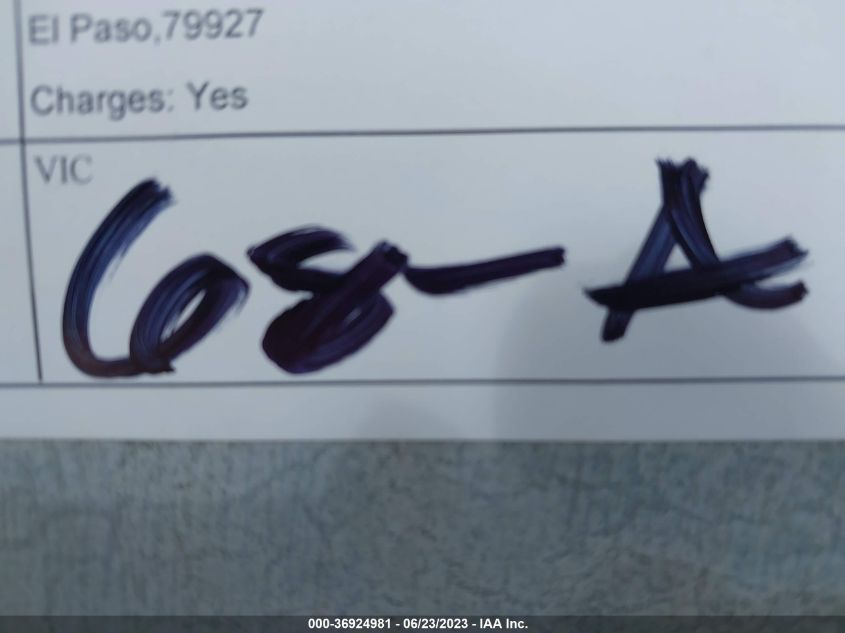 El Paso,79927
Charges: Yes
VIC
68-A
000-36924981 - 06/23/2023 - IAA Inc.